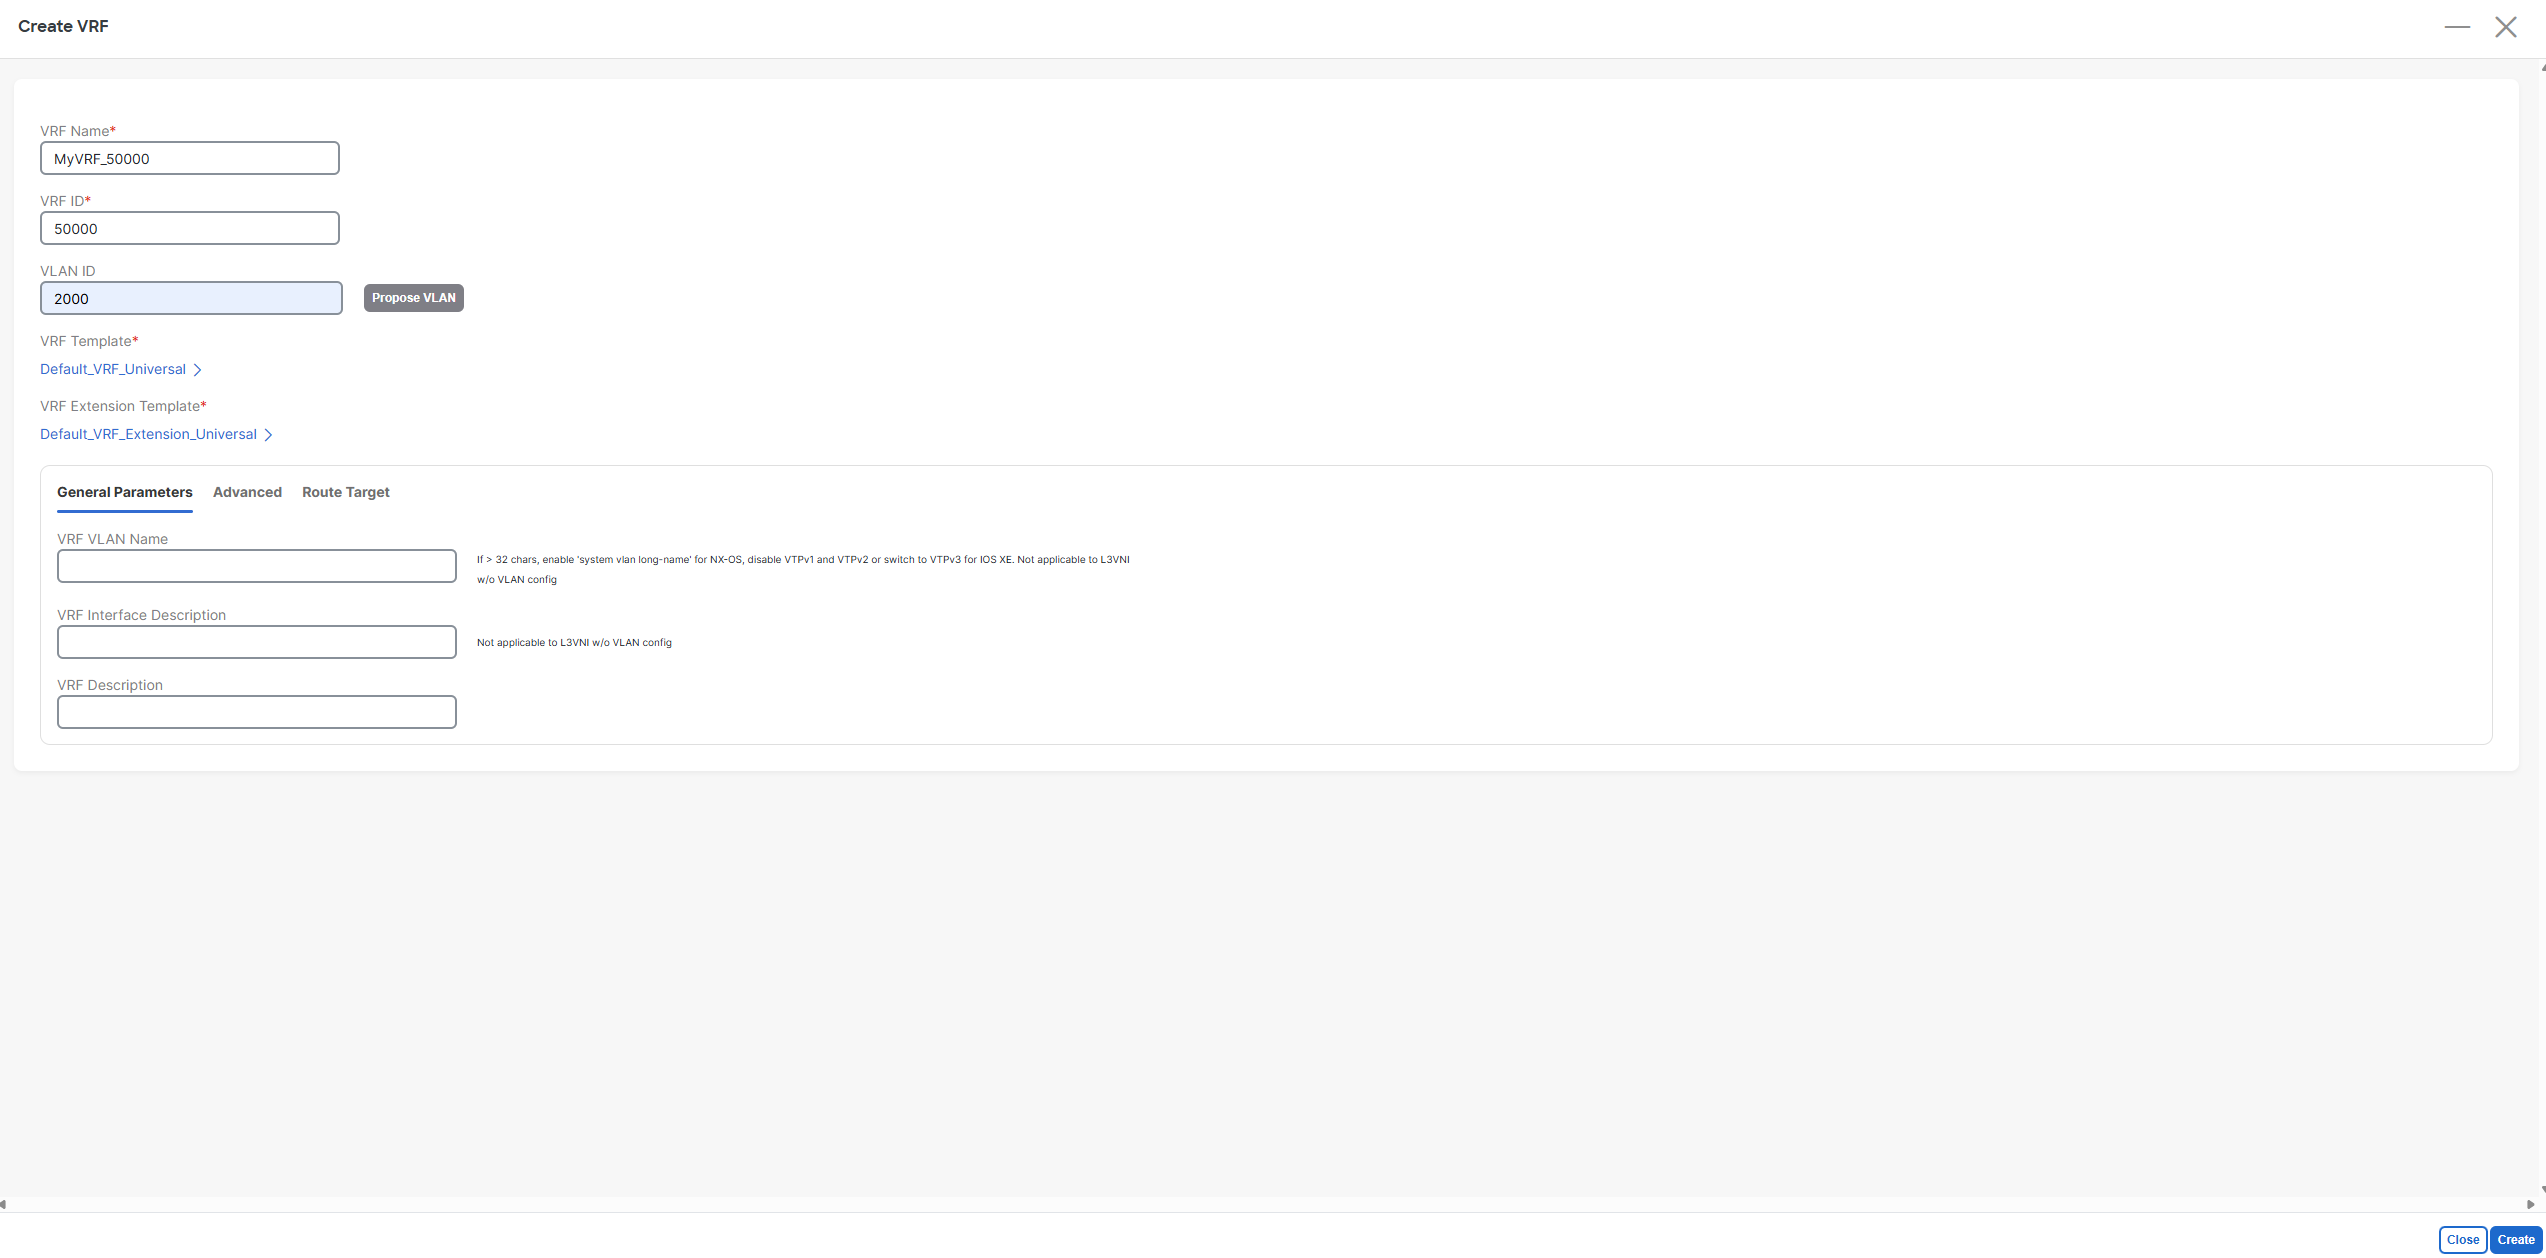 Create VRF
VRF Name*
MyVRF_50000
VRF ID*
50000
VLAN ID
2000
Propose VLAN
VRF Template*
Default_VRF_Universal
VRF Extension Template*
Default_VRF_Extension_Universal
General Parameters Advanced Route Target
VRF VLAN Name
If > 32 chars, enable 'system vlan long-name' for NX-OS, disable VTPv1 and VTPv2 or switch to VTPv3 for IOS XE. Not applicable to L3VNI
w/o VLAN config
VRF Interface Description
Not applicable to L3VNI w/o VLAN config
VRF Description
Close Create